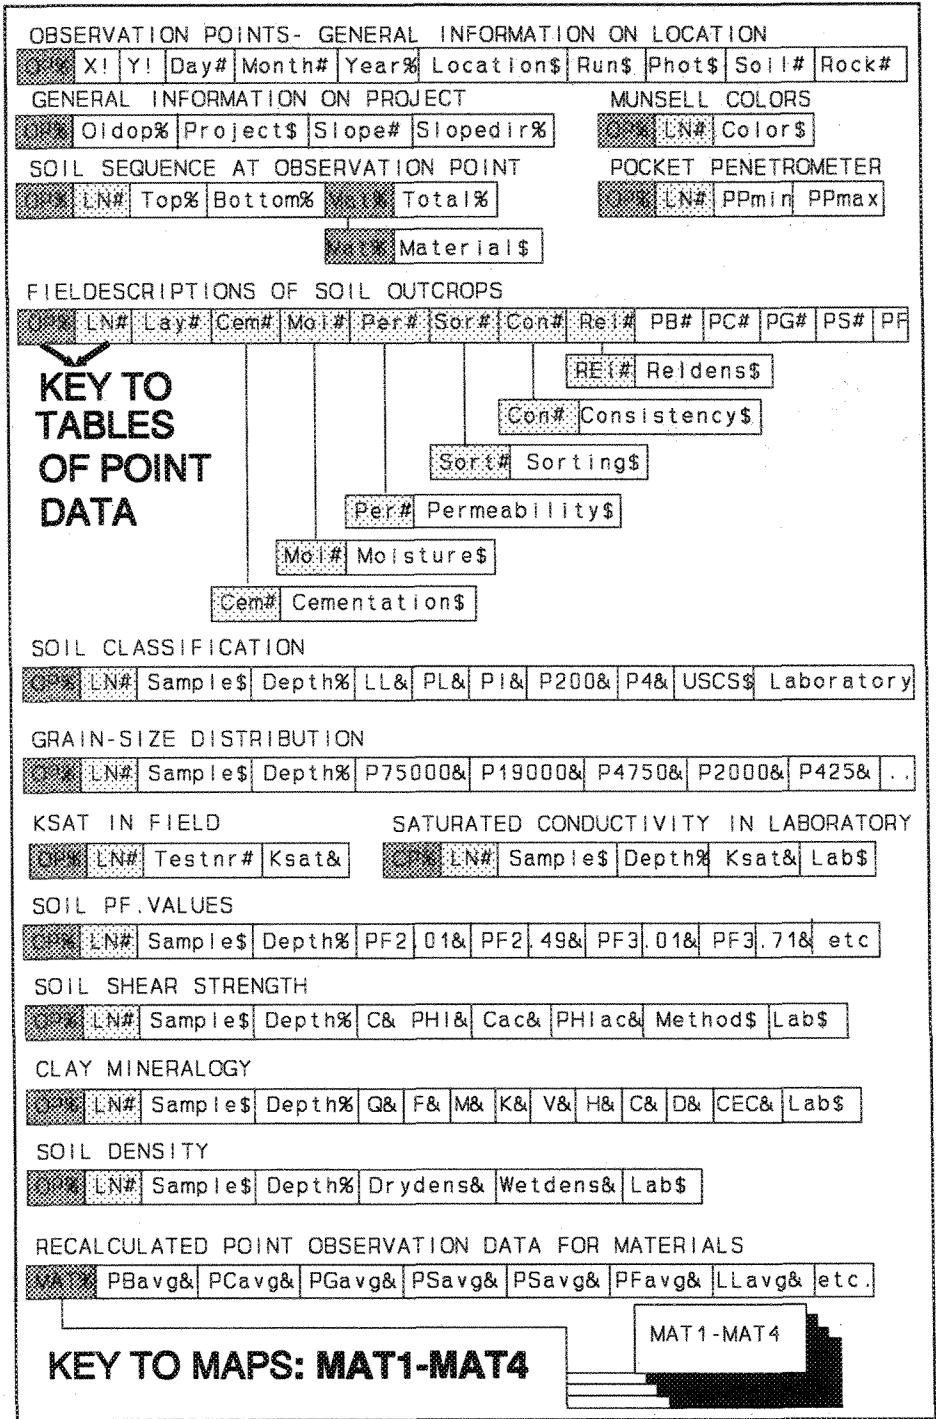 OBSERVATION POINTS- GENERAL INFORMATION ON LOCATION
OP% X! Y! Day# Month# Year% Location$ Run$ Phot$ Soil# Rock#
GENERAL INFORMATION ON PROJECT MUNSELL COLORS
OP% Oldop% Project$ Slope# Slopedir% OP% LN# Color$
SOIL SEQUENCE AT OBSERVATION POINT POCKET PENETROMETER
OP% LN# Top% Bottom% Mat% Total% OP% LN# PPmin PPmax
Mat% Material$
FIELDESCRIPTIONS OF SOIL OUTCROPS
OP% LN# Lay# Cem# Moi# Per# Sor# Con# Rel# PB# PC# PG# PS# PF
REl# Reldens$
KEY TO
TABLES
OF POINT
DATA
Con# Consistency$
Sort# Sorting$
Per# Permeability$
Moi# Moisture$
Cem# Cementation$
SOIL CLASSIFICATION
OP% LN# Sample$ Depth% LL& PL& PI& P200& P4& USCS$ Laboratory
GRAIN-SIZE DISTRIBUTION
OP% LN# Sample$ Depth% P75000& P19000& P4750& P2000& P425& ..
KSAT IN FIELD SATURATED CONDUCTIVITY IN LABORATORY
OP% LN# Testnr# Ksat& OP% LN# Sample$ Depth% Ksat& Lab$
SOIL PF.VALUES
OP% LN# Sample$ Depth% PF2.01& PF2.49& PF3.01& PF3.71& etc
SOIL SHEAR STRENGTH
OP% LN# Sample$ Depth% C& PHI& Cac& PHIac& Method$ Lab$
CLAY MINERALOGY
OP% LN# Sample$ Depth% Q& F& M& K& V& H& C& D& CEC& Lab$
SOIL DENSITY
OP% LN# Sample$ Depth% Drydens& Wetdens& Lab$
RECALCULATED POINT OBSERVATION DATA FOR MATERIALS
MAT% PBavg& PCavg& PGavg& PSavg& PSavg& PFavg& LLavg& etc.
MAT1-MAT4
KEY TO MAPS: MAT1-MAT4